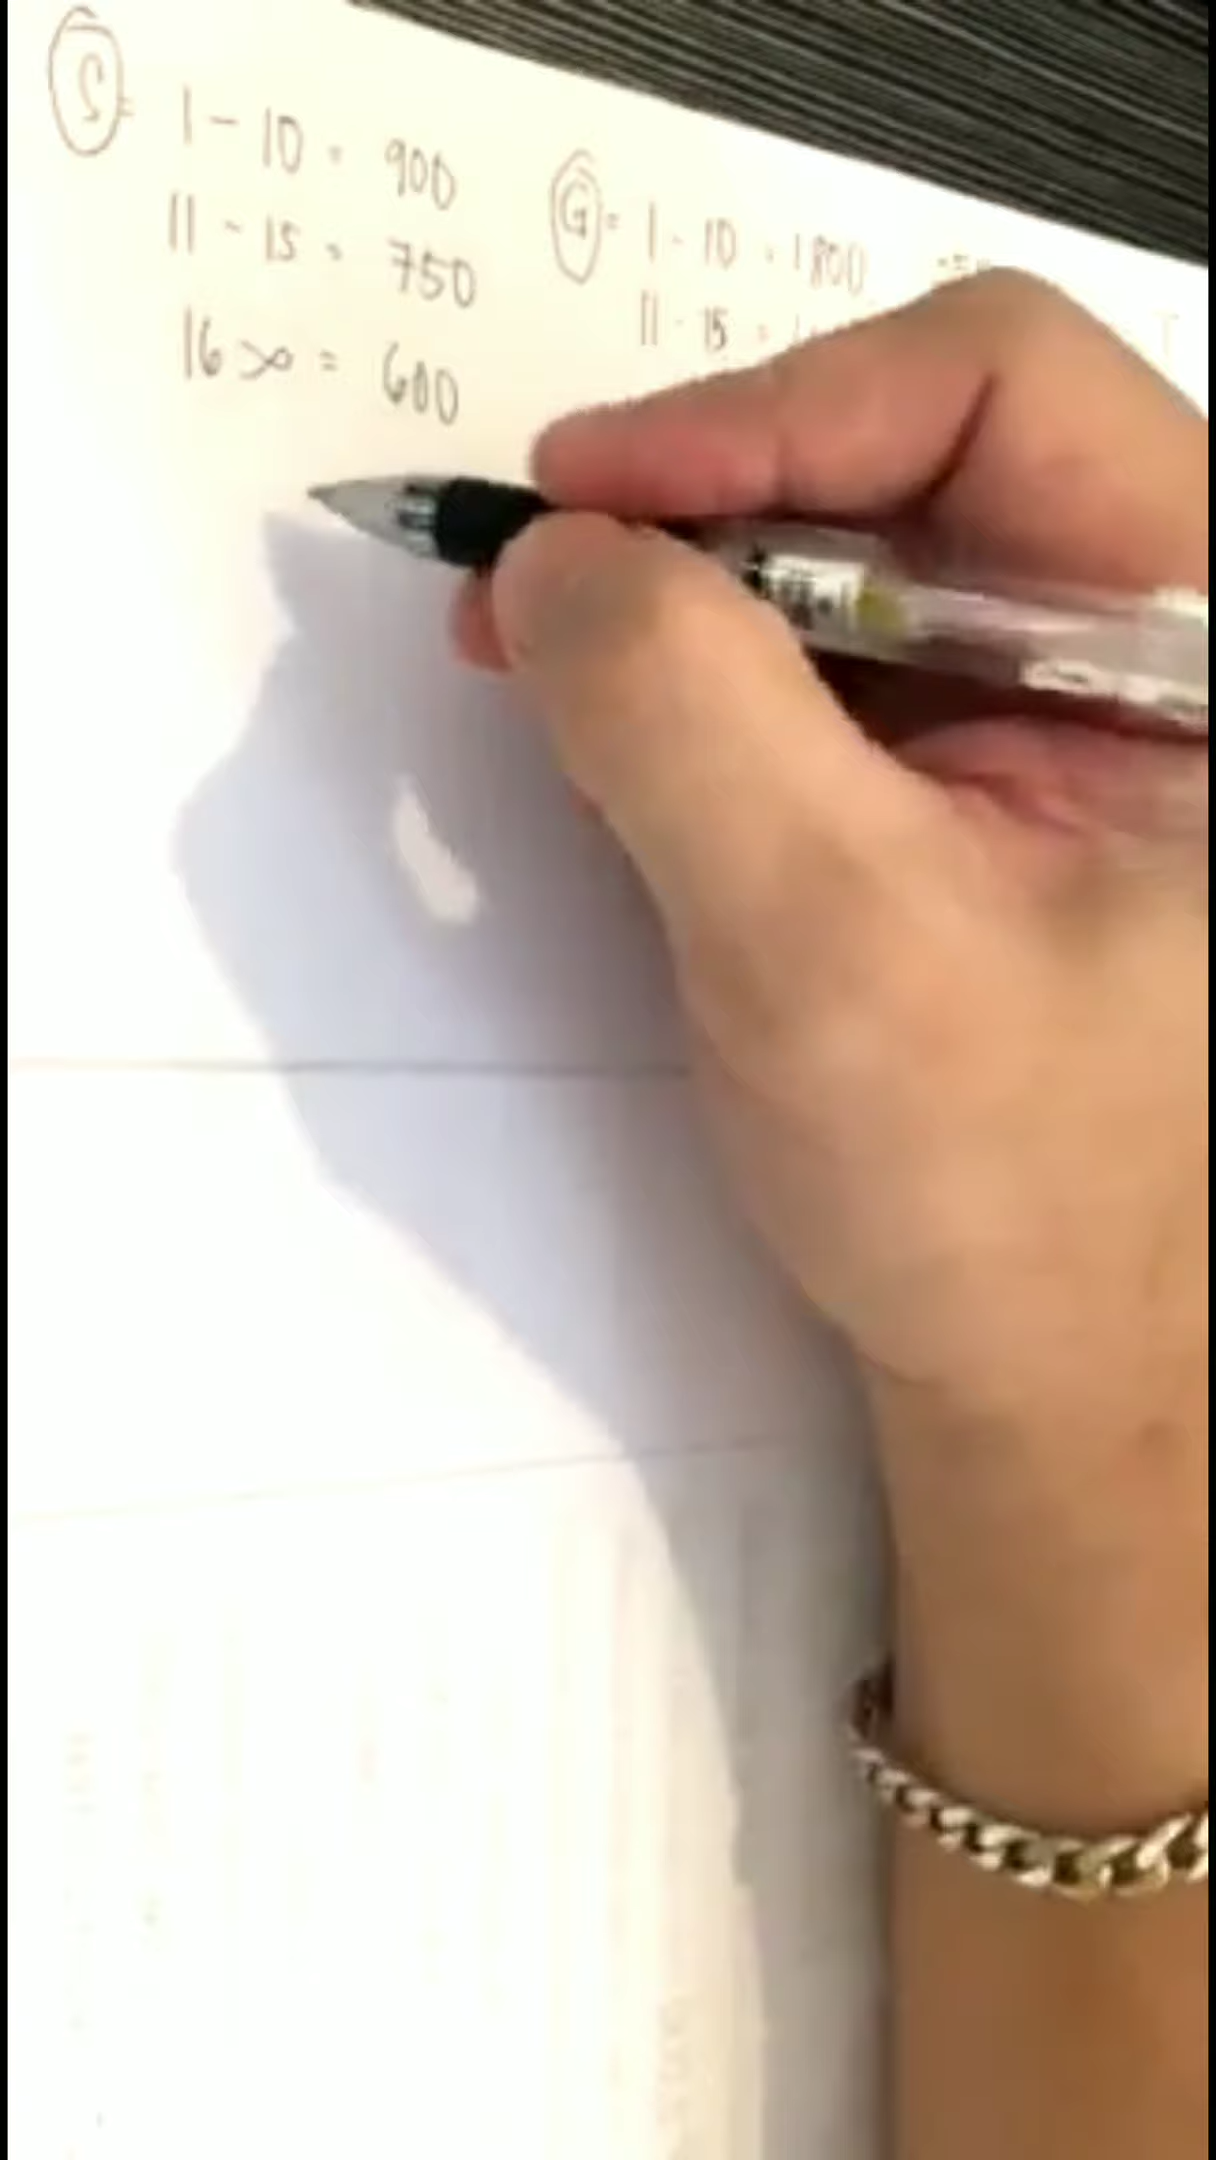 S = 1 - 10 = 900
11 - 15 = 750
16 ∞ = 600
G = 1 - 10 = 1800
11 - 15 =